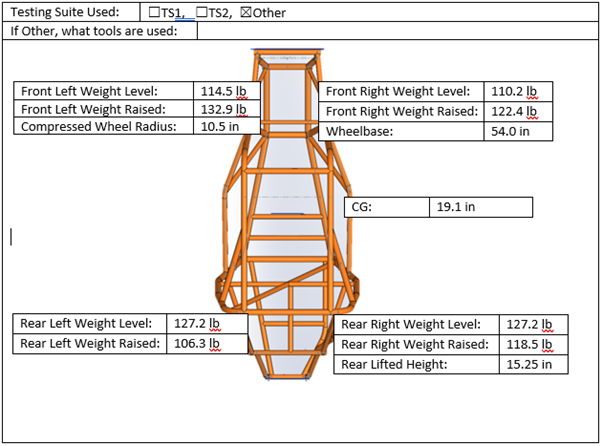 Testing Suite Used: ☐TS1, ☐TS2, ☒Other
If Other, what tools are used:
Front Left Weight Level: 114.5 lb
Front Left Weight Raised: 132.9 lb
Compressed Wheel Radius: 10.5 in
Front Right Weight Level: 110.2 lb
Front Right Weight Raised: 122.4 lb
Wheelbase: 54.0 in
CG: 19.1 in
Rear Left Weight Level: 127.2 lb
Rear Left Weight Raised: 106.3 lb
Rear Right Weight Level: 127.2 lb
Rear Right Weight Raised: 118.5 lb
Rear Lifted Height: 15.25 in